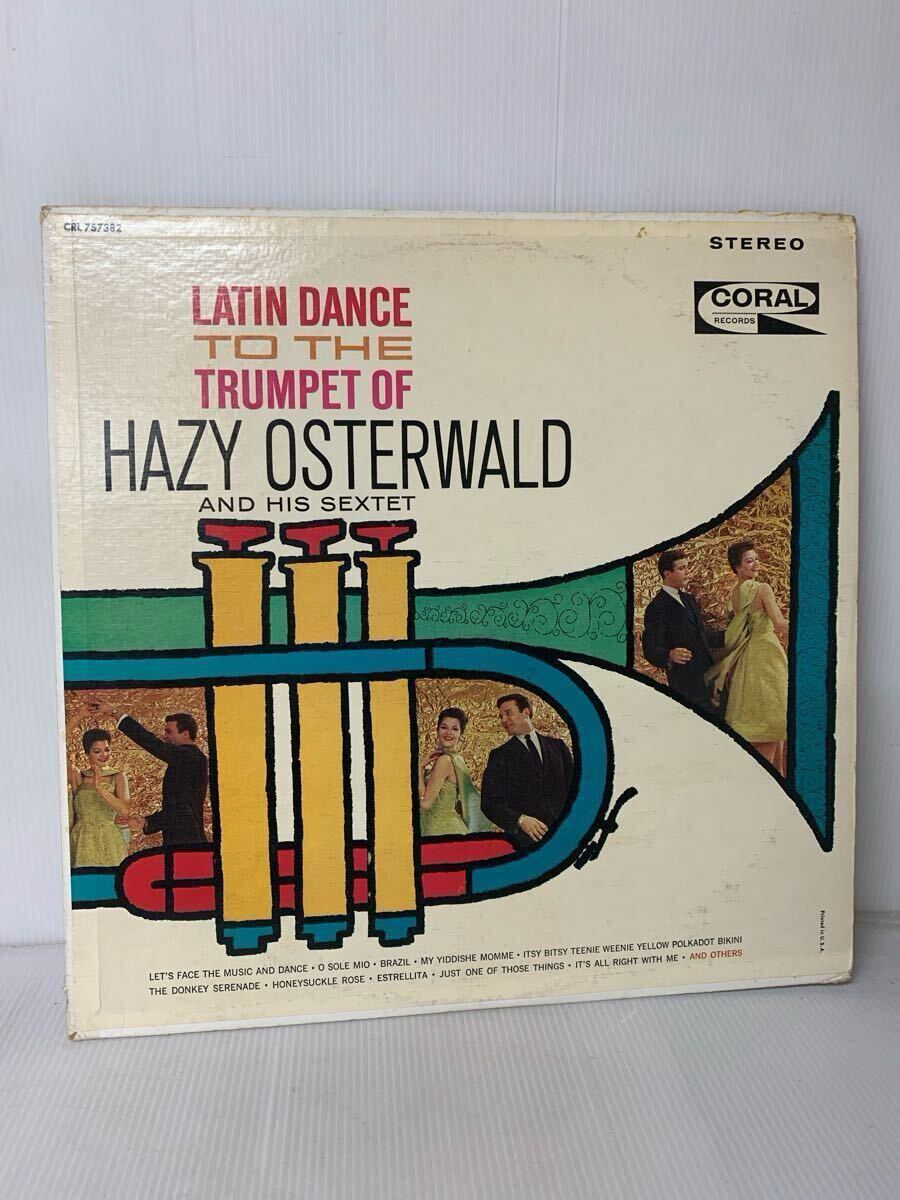 CRL 757382
STEREO
CORAL
RECORDS
LATIN DANCE
TO THE
TRUMPET OF
HAZY OSTERWALD
AND HIS SEXTET
LET'S FACE THE MUSIC AND DANCE • O SOLE MIO • BRAZIL • MY YIDDISHE MOMME • ITSY BITSY TEENIE WEENIE YELLOW POLKADOT BIKINI
THE DONKEY SERENADE • HONEYSUCKLE ROSE • ESTRELLITA • JUST ONE OF THOSE THINGS • IT'S ALL RIGHT WITH ME • AND OTHERS
Printed in U.S.A.